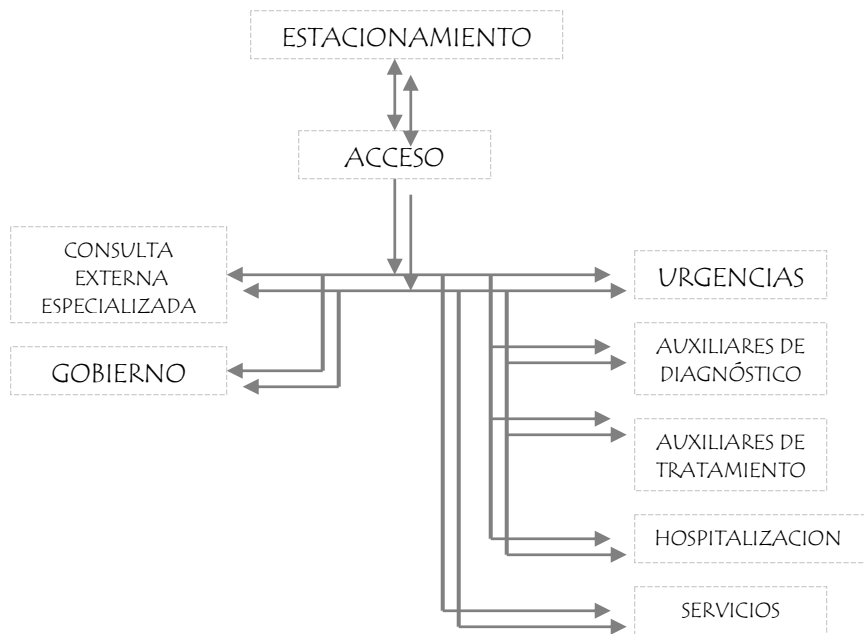 ESTACIONAMIENTO
ACCESO
CONSULTA
EXTERNA
ESPECIALIZADA
GOBIERNO
URGENCIAS
AUXILIARES DE
DIAGNÓSTICO
AUXILIARES DE
TRATAMIENTO
HOSPITALIZACION
SERVICIOS